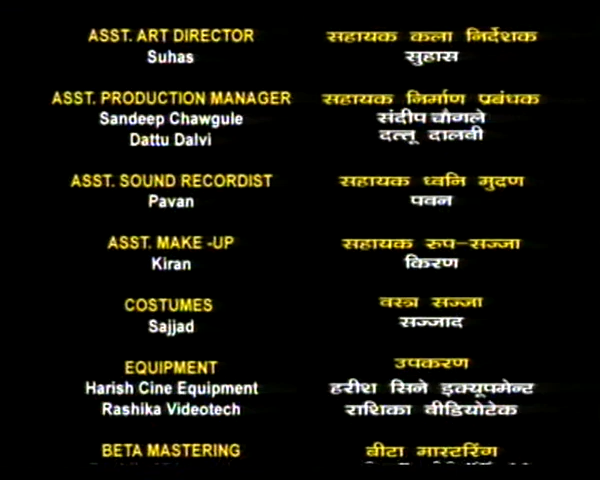 ASST. ART DIRECTOR सहायक कला निर्देशक
Suhas सुहास
ASST. PRODUCTION MANAGER सहायक निर्माण प्रबंधक
Sandeep Chawgule संदीप चौगले
Dattu Dalvi दत्तू दालवी
ASST. SOUND RECORDIST सहायक ध्वनि मुद्रण
Pavan पवन
ASST. MAKE -UP सहायक रुप-सज्जा
Kiran किरण
COSTUMES वस्त्र सज्जा
Sajjad सज्जाद
EQUIPMENT उपकरण
Harish Cine Equipment हरीश सिने इक्यूपमेन्ट
Rashika Videotech राशिका वीडियोटेक
BETA MASTERING बीटा मास्टरिंग